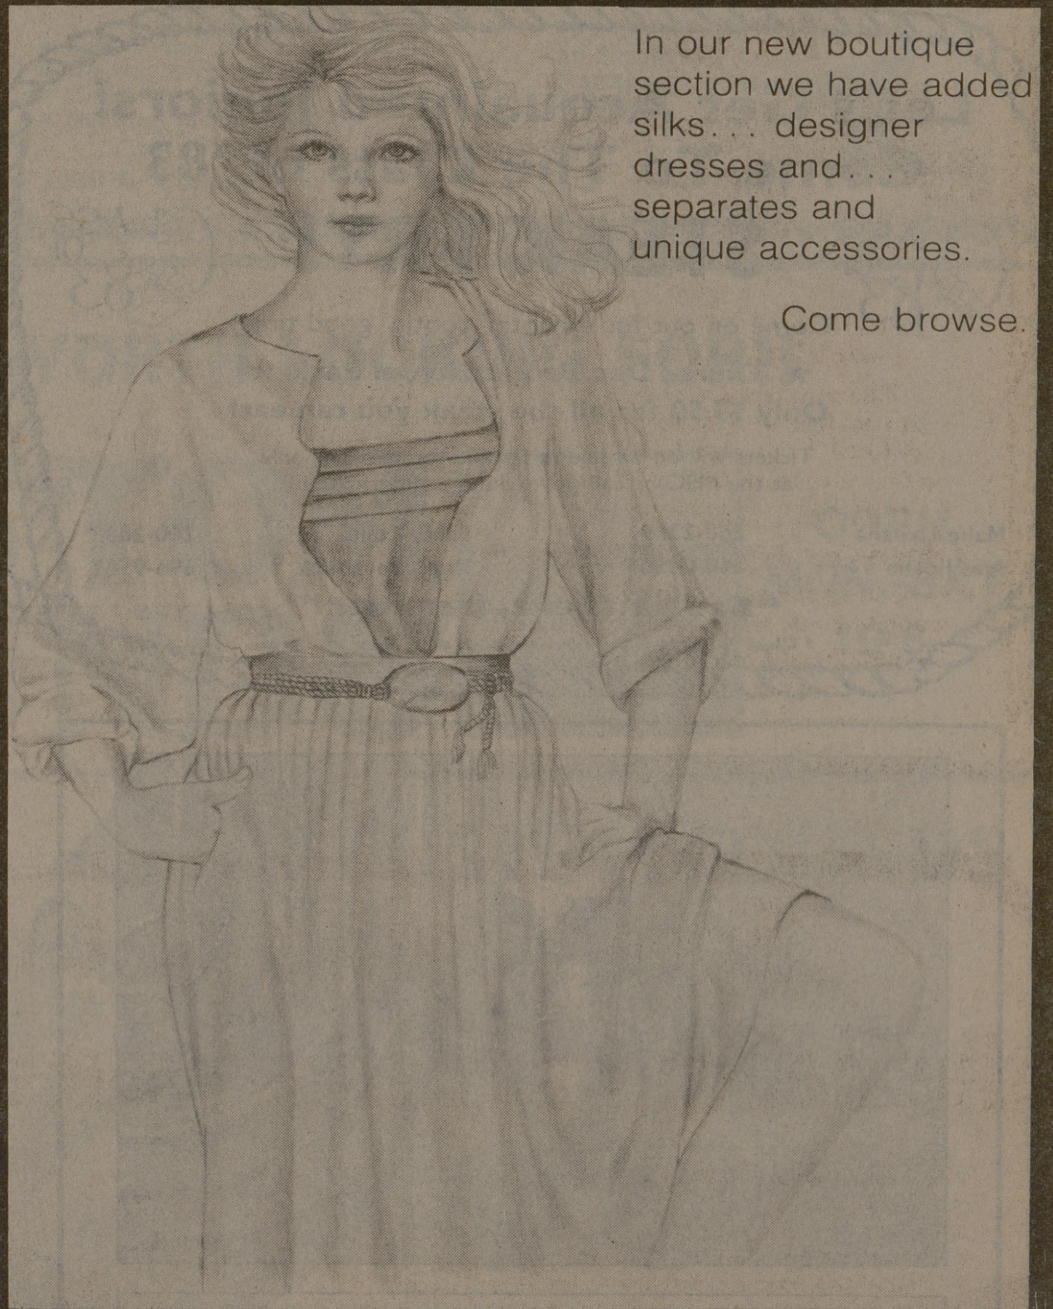 In our new boutique
section we have added
silks... designer
dresses and...
separates and
unique accessories.
Come browse.